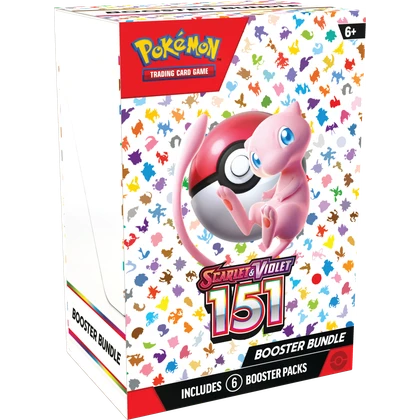 POKéMON
TRADING CARD GAME
6+
SCARLET & VIOLET
151
BOOSTER BUNDLE
BOOSTER BUNDLE
INCLUDES 6 BOOSTER PACKS